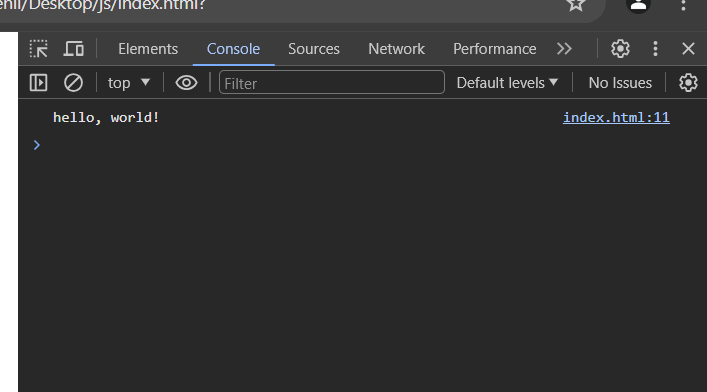 /Desktop/js/index.html?
Elements Console Sources Network Performance
top Filter Default levels No Issues
hello, world! index.html:11